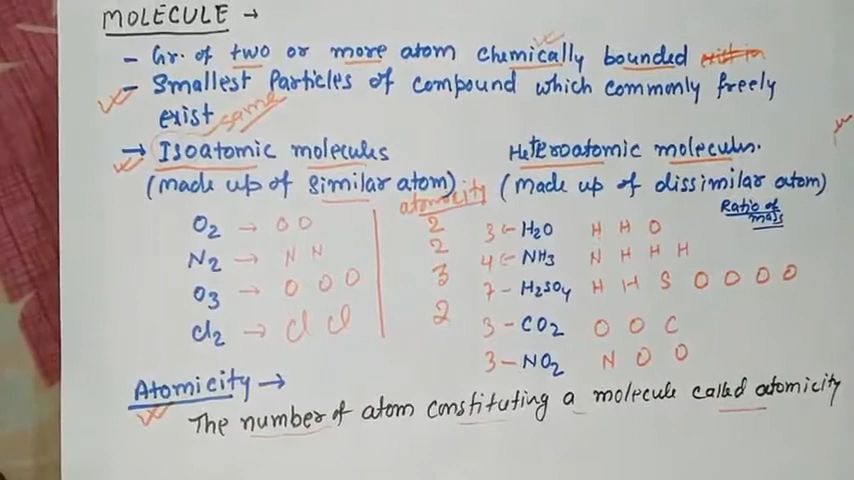 MOLECULE →
- Gr. of two or more atom chemically bounded
- Smallest Particles of compound which commonly freely
exist
same
→ Isoatomic molecules
(made up of similar atom)
atomicity
O2 → O O 2
N2 → N N 2
O3 → O O O 3
Cl2 → Cl Cl 2
Heteroatomic molecules.
(made up of dissimilar atom)
Ratio of
mass
3 ← H2O H H O
4 ← NH3 N H H H
7 - H2SO4 H H S O O O O
3 - CO2 O O C
3 - NO2 N O O
Atomicity →
The number of atom constituting a molecule called atomicity